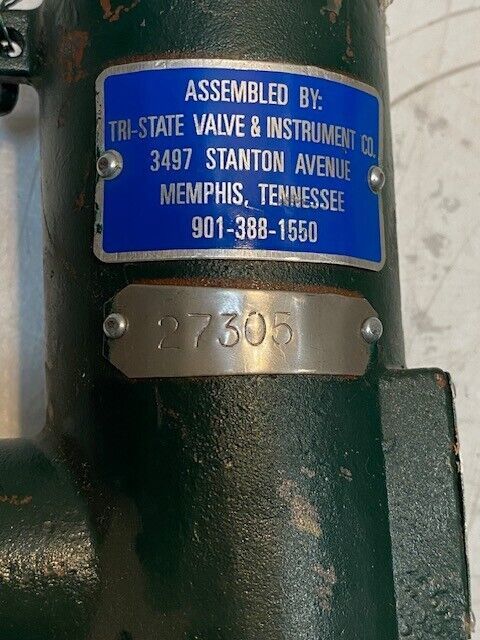 ASSEMBLED BY:
TRI-STATE VALVE & INSTRUMENT CO.
3497 STANTON AVENUE
MEMPHIS, TENNESSEE
901-388-1550
27305